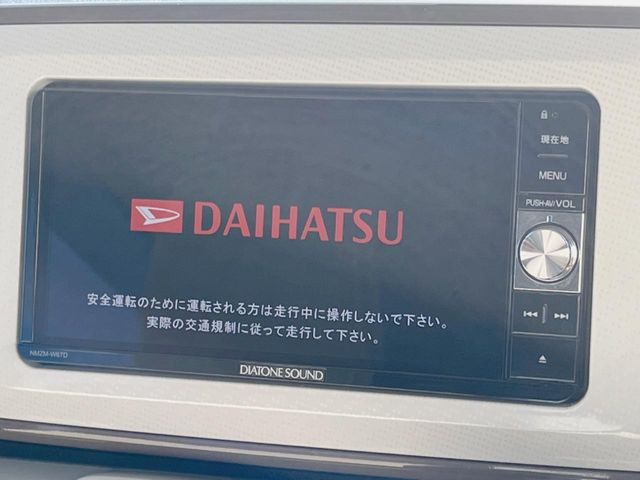 現在地
MENU
PUSH-AV/VOL
DAIHATSU
安全運転のために運転される方は走行中に操作しないで下さい。
実際の交通規制に従って走行して下さい。
NMZM-W67D
DIATONE SOUND